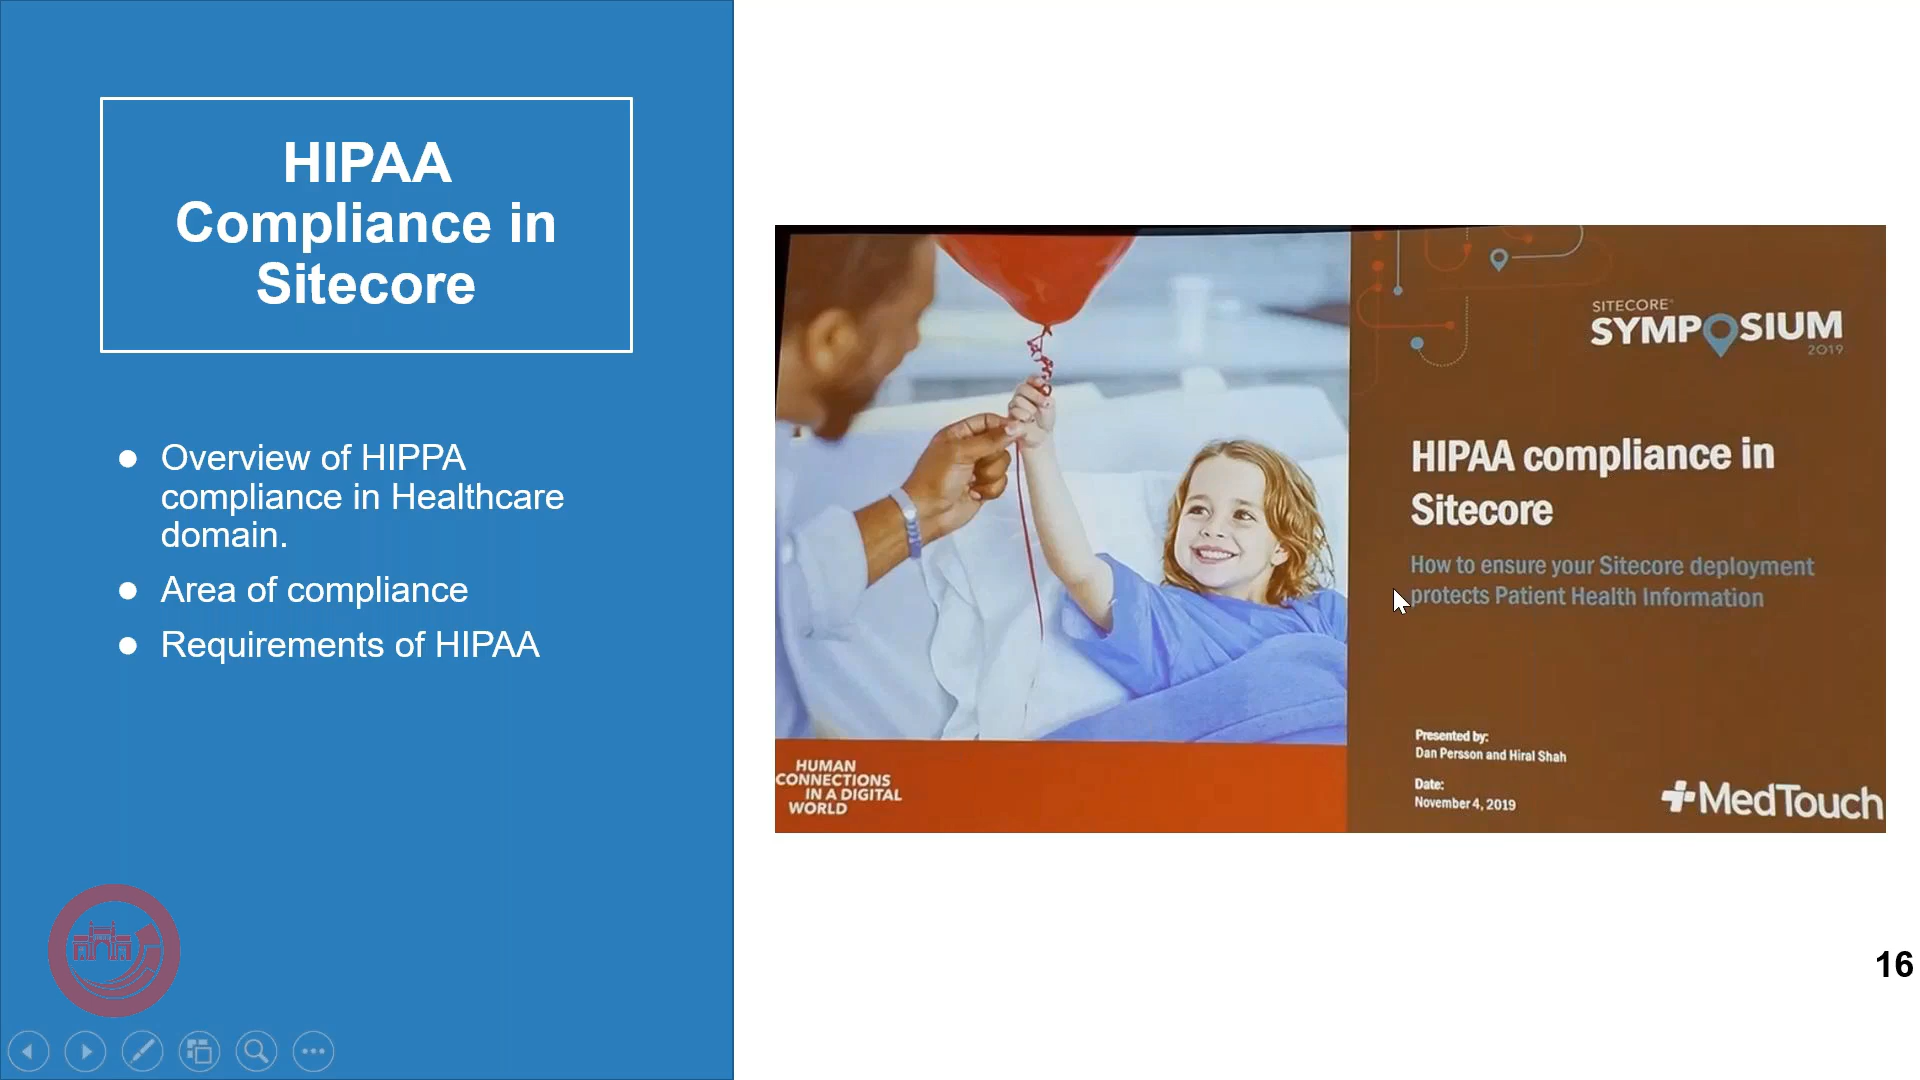 HIPAA
Compliance in
Sitecore
● Overview of HIPPA
compliance in Healthcare
domain.
● Area of compliance
● Requirements of HIPAA
SITECORE
SYMPOSIUM
2019
HIPAA compliance in
Sitecore
How to ensure your Sitecore deployment
protects Patient Health Information
Presented by:
Dan Persson and Hiral Shah
Date:
November 4, 2019
MedTouch
HUMAN
CONNECTIONS
IN A DIGITAL
WORLD
16